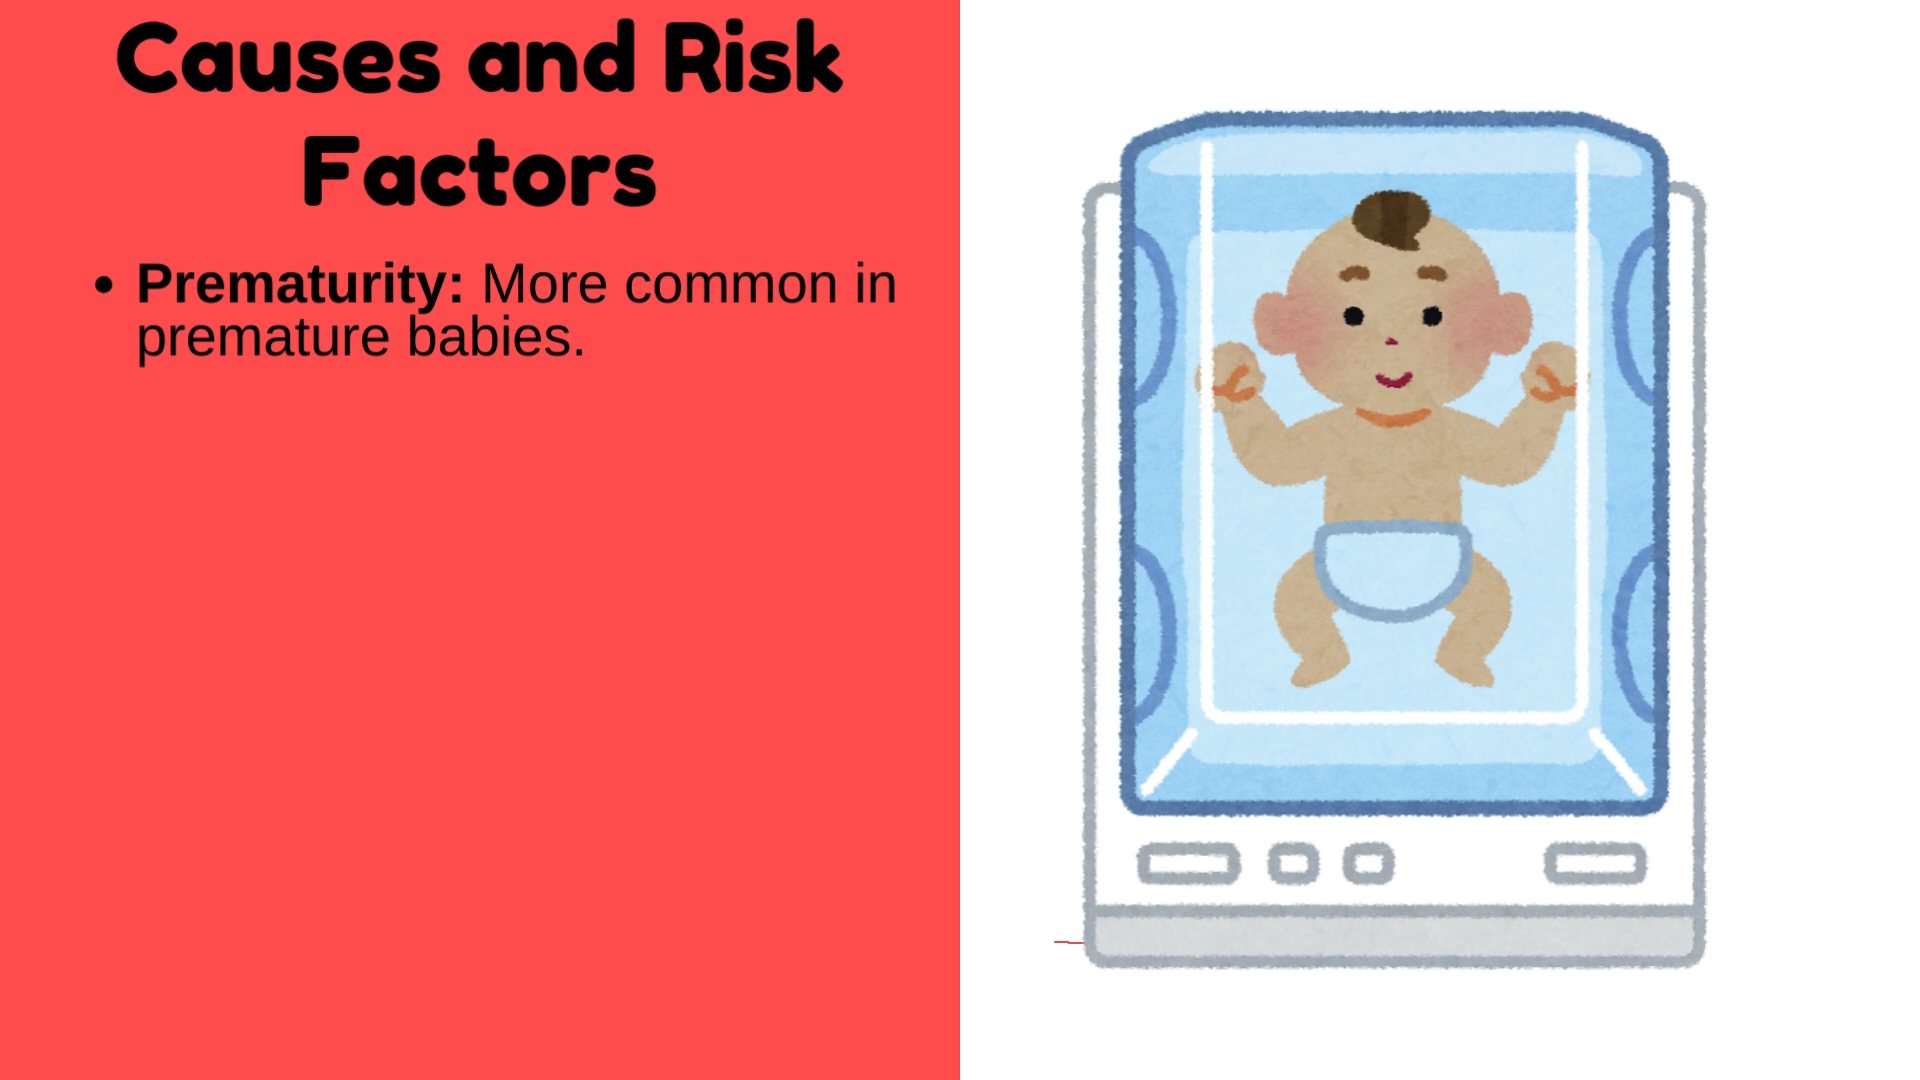 Causes and Risk
Factors
• Prematurity: More common in
premature babies.